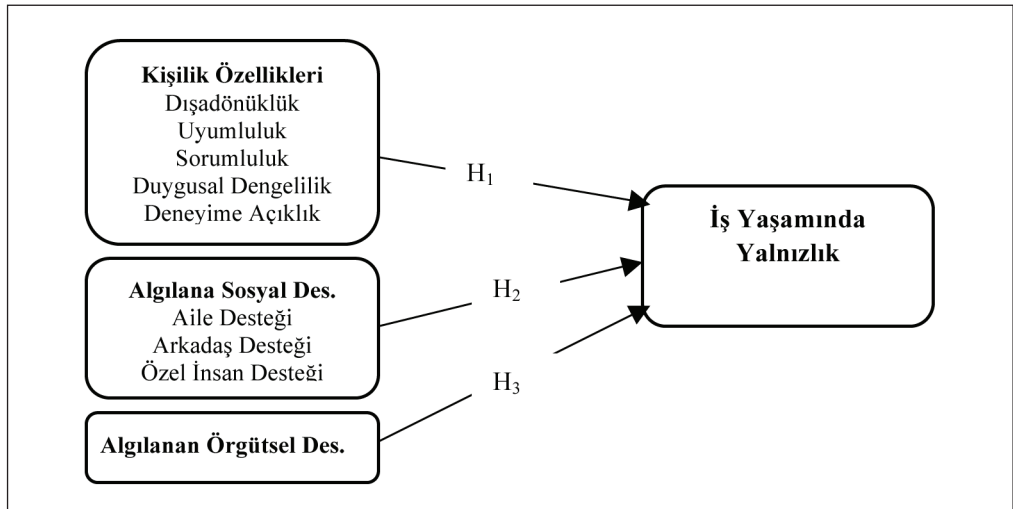 Kişilik Özellikleri
Dışadönüklük
Uyumluluk
Sorumluluk
Duygusal Dengelilik
Deneyime Açıklık
H₁
İş Yaşamında
Yalnızlık
Algılana Sosyal Des.
Aile Desteği
Arkadaş Desteği
Özel İnsan Desteği
H₂
H₃
Algılanan Örgütsel Des.